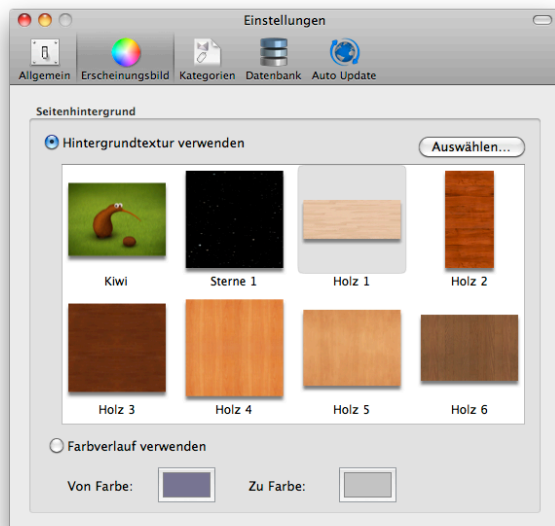 Einstellungen
Allgemein Erscheinungsbild Kategorien Datenbank Auto Update
Seitenhintergrund
Hintergrundtextur verwenden Auswählen...
Kiwi Sterne 1 Holz 1 Holz 2
Holz 3 Holz 4 Holz 5 Holz 6
Farbverlauf verwenden
Von Farbe: Zu Farbe: